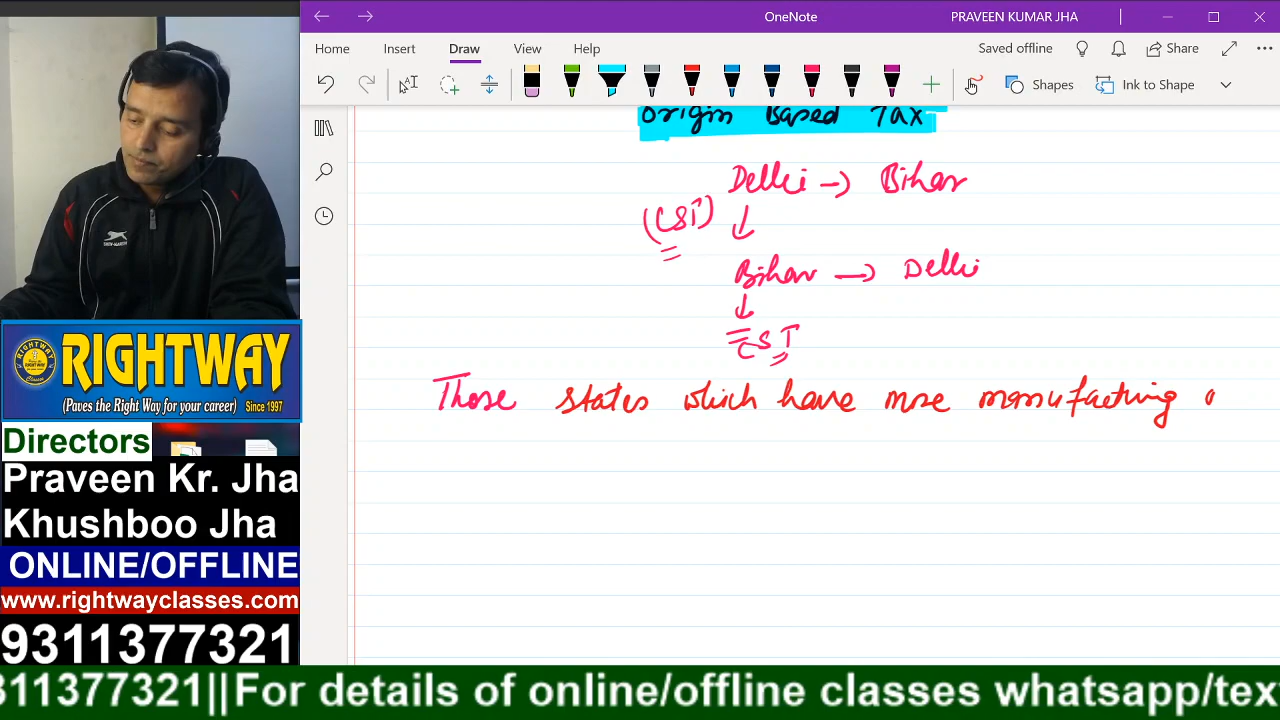 OneNote
PRAVEEN KUMAR JHA
Home Insert Draw View Help
Saved offline
Share
Shapes
Ink to Shape
Origin Based Tax
Delhi → Bihar
(CST) ↓
Bihar → Delhi
↓
CST
Those states which have more manufacturing
RIGHTWAY
(Paves the Right Way for your career) Since 1997
Directors
Praveen Kr. Jha
Khushboo Jha
ONLINE/OFFLINE
www.rightwayclasses.com
9311377321
311377321||For details of online/offline classes whatsapp/tex